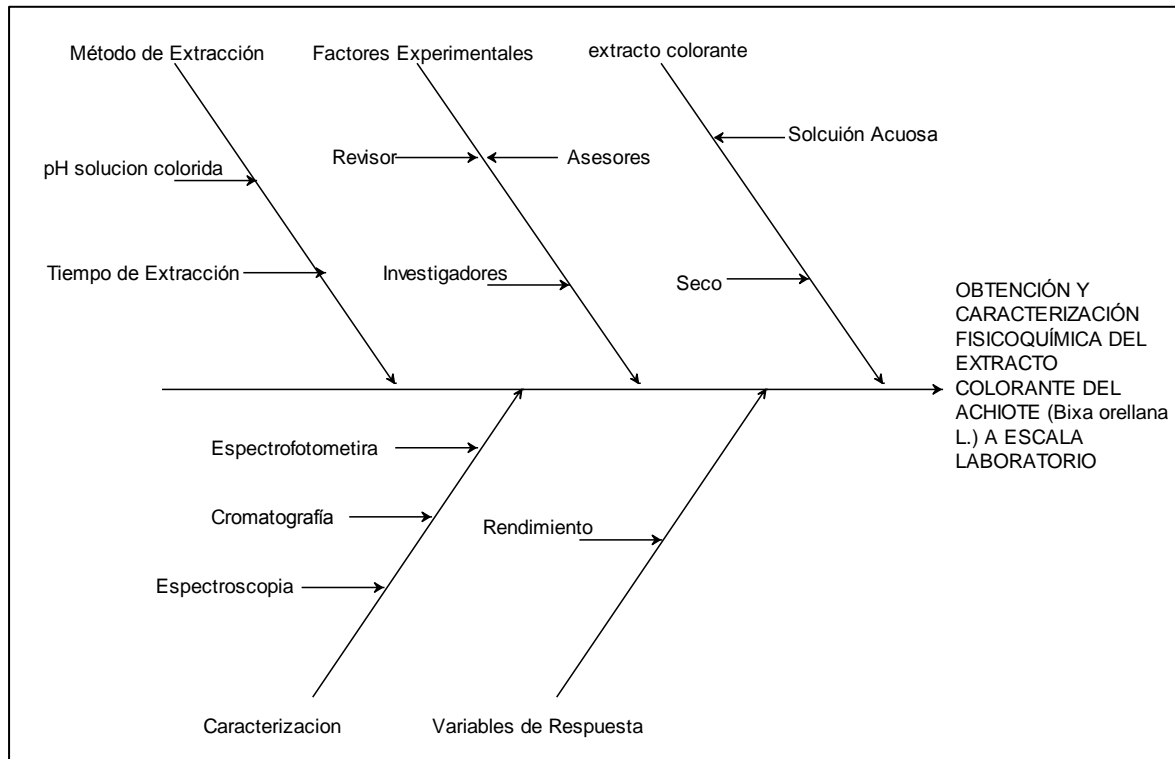 Método de Extracción
Factores Experimentales
extracto colorante
Solcuión Acuosa
Revisor
Asesores
pH solucion colorida
Tiempo de Extracción
Investigadores
Seco
OBTENCIÓN Y
CARACTERIZACIÓN
FISICOQUÍMICA DEL
EXTRACTO
COLORANTE DEL
ACHIOTE (Bixa orellana
L.) A ESCALA
LABORATORIO
Espectrofotometira
Cromatografía
Rendimiento
Espectroscopia
Caracterizacion
Variables de Respuesta